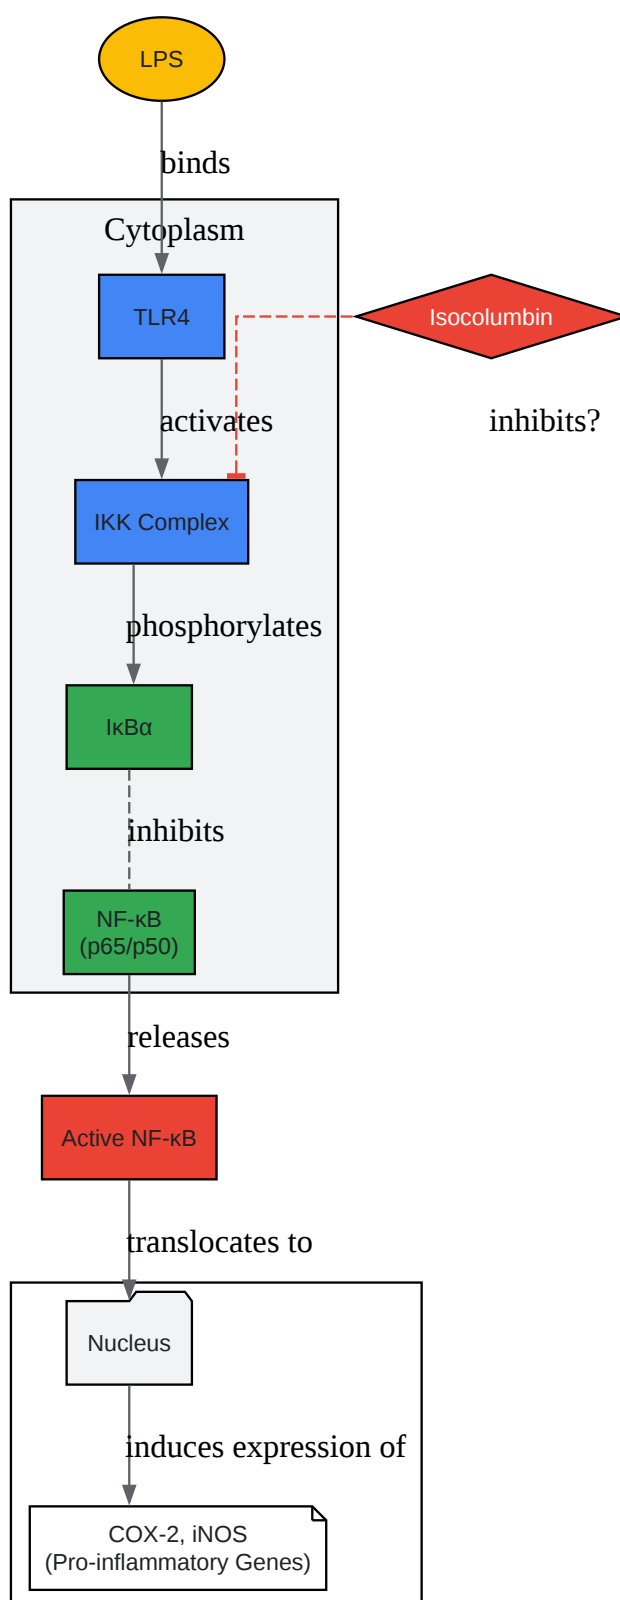 LPS
binds
Cytoplasm
TLR4
Isocolumbin
activates
inhibits?
IKK Complex
phosphorylates
IκBα
inhibits
NF-κB
(p65/p50)
releases
Active NF-κB
translocates to
Nucleus
induces expression of
COX-2, iNOS
(Pro-inflammatory Genes)